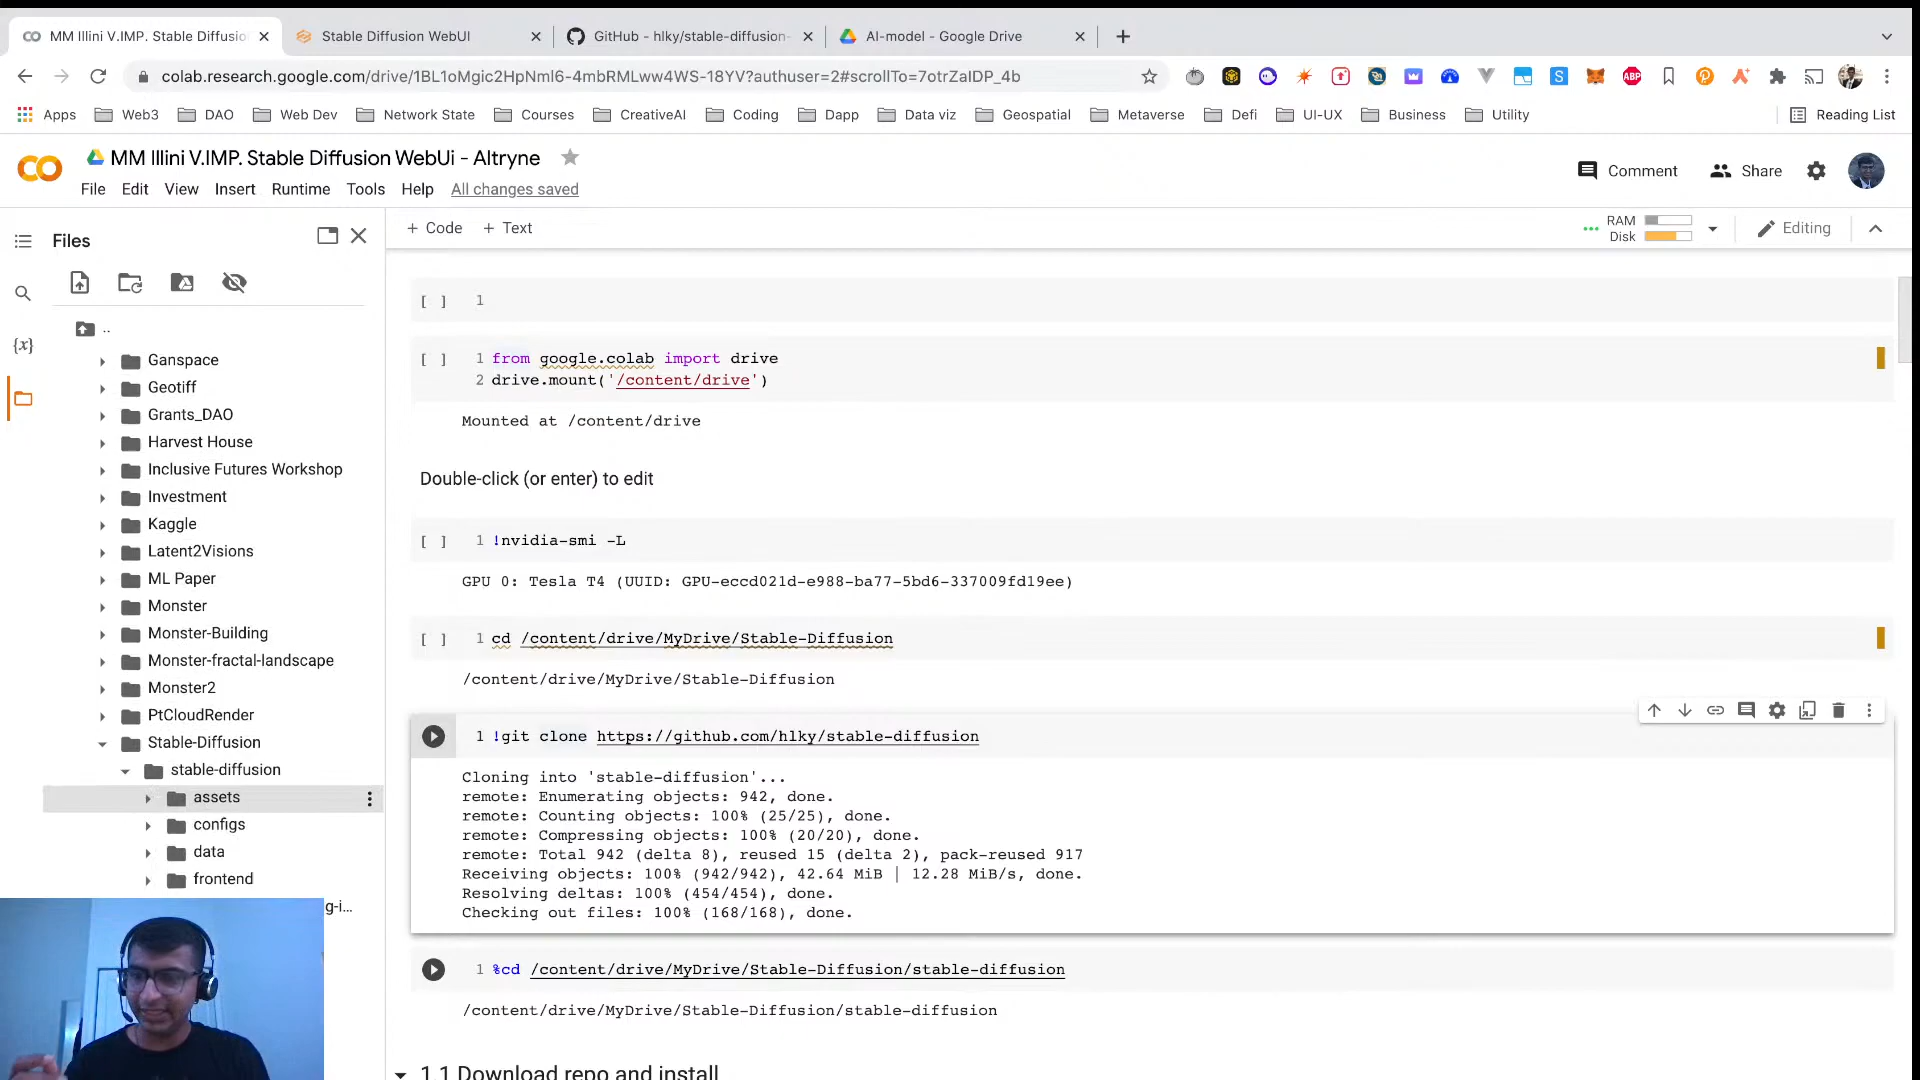 MM Illini V.IMP. Stable Diffusio
Stable Diffusion WebUI
GitHub - hlky/stable-diffusion-
AI-model - Google Drive
colab.research.google.com/drive/1BL1oMgic2HpNml6-4mbRMLww4WS-18YV?authuser=2#scrollTo=7otrZaIDP_4b
Apps
Web3
DAO
Web Dev
Network State
Courses
CreativeAI
Coding
Dapp
Data viz
Geospatial
Metaverse
Defi
UI-UX
Business
Utility
Reading List
MM Illini V.IMP. Stable Diffusion WebUi - Altryne
File Edit View Insert Runtime Tools Help All changes saved
Comment
Share
Files
+ Code + Text
RAM
Disk
Editing
..
Ganspace
Geotiff
Grants_DAO
Harvest House
Inclusive Futures Workshop
Investment
Kaggle
Latent2Visions
ML Paper
Monster
Monster-Building
Monster-fractal-landscape
Monster2
PtCloudRender
Stable-Diffusion
stable-diffusion
assets
configs
data
frontend
g-i...
[ ] 1
[ ] 1 from google.colab import drive
2 drive.mount('/content/drive')
Mounted at /content/drive
Double-click (or enter) to edit
[ ] 1 !nvidia-smi -L
GPU 0: Tesla T4 (UUID: GPU-eccd021d-e988-ba77-5bd6-337009fd19ee)
[ ] 1 cd /content/drive/MyDrive/Stable-Diffusion
/content/drive/MyDrive/Stable-Diffusion
1 !git clone https://github.com/hlky/stable-diffusion
Cloning into 'stable-diffusion'...
remote: Enumerating objects: 942, done.
remote: Counting objects: 100% (25/25), done.
remote: Compressing objects: 100% (20/20), done.
remote: Total 942 (delta 8), reused 15 (delta 2), pack-reused 917
Receiving objects: 100% (942/942), 42.64 MiB | 12.28 MiB/s, done.
Resolving deltas: 100% (454/454), done.
Checking out files: 100% (168/168), done.
1 %cd /content/drive/MyDrive/Stable-Diffusion/stable-diffusion
/content/drive/MyDrive/Stable-Diffusion/stable-diffusion
1.1 Download repo and install